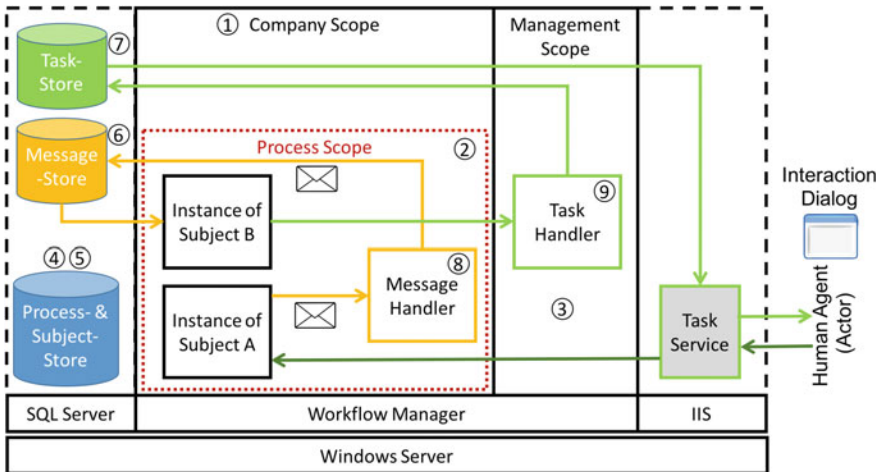 ① Company Scope
Management
Scope
⑦
Task-
Store
⑥
Message
-Store
Process Scope
②
Instance of
Subject B
⑨
Task
Handler
Interaction
Dialog
④ ⑤
Process- &
Subject-
Store
⑧
Message
Handler
Instance of
Subject A
③
Task
Service
Human Agent
(Actor)
SQL Server
Workflow Manager
IIS
Windows Server